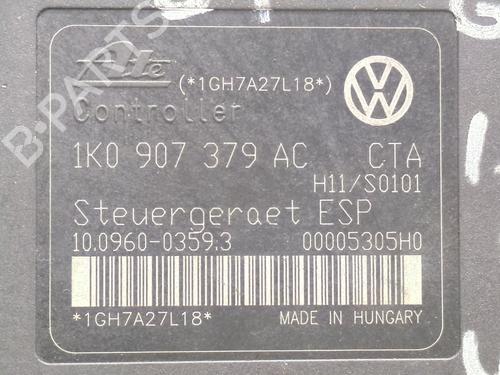 Ate (*1GH7A27L18*)
Controller
1K0 907 379 AC CTA
H11/S0101
Steuergeraet ESP
10.0960-0359.3 00005305H0
*1GH7A27L18* MADE IN HUNGARY
B-PARTS